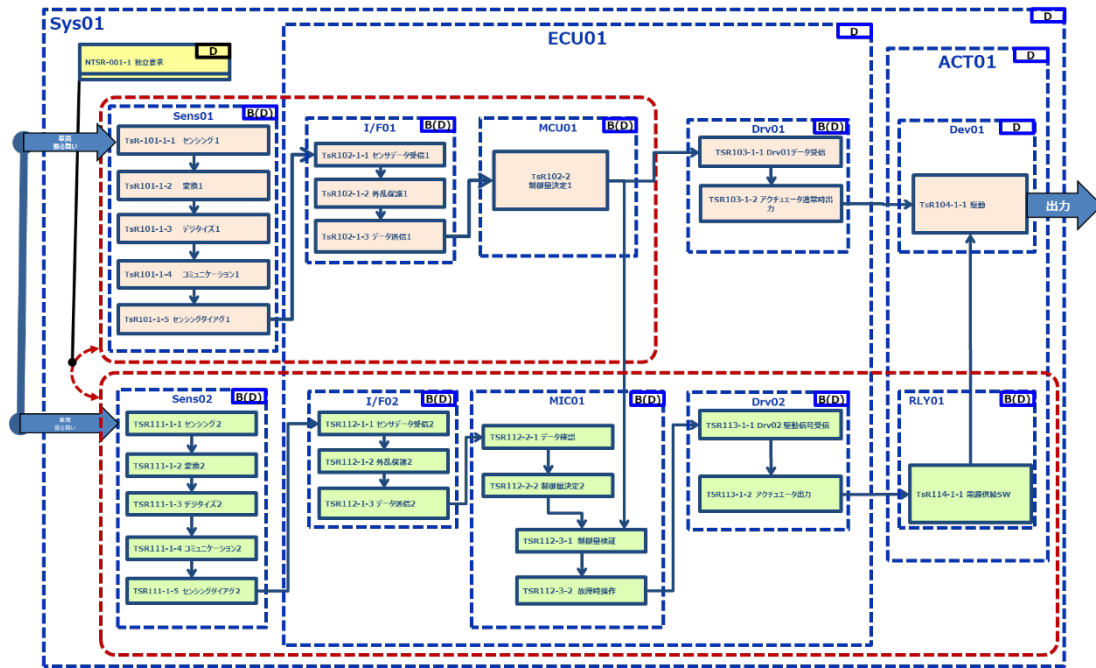 Sys01
D
NTSR-001-1 独立要求
D
ECU01
D
ACT01
D
車両
振る舞い
Sens01
B(D)
TsR-101-1-1 センシング1
TsR101-1-2 変換1
TsR101-1-3 デジタイズ1
TsR101-1-4 コミュニケーション1
TsR101-1-5 センシングダイアグ1
I/F01
B(D)
TsR102-1-1 センサデータ受信1
TsR102-1-2 外乱保護1
TsR102-1-3 データ送信1
MCU01
B(D)
TsR102-2
制御量決定1
Drv01
B(D)
TSR103-1-1 Drv01データ受信
TSR103-1-2 アクチュエータ通常時出
力
Dev01
D
TsR104-1-1 駆動
出力
車両
振る舞い
Sens02
B(D)
TSR111-1-1 センシング2
TSR111-1-2 変換2
TSR111-1-3 デジタイズ2
TSR111-1-4 コミュニケーション2
TSR111-1-5 センシングダイアグ2
I/F02
B(D)
TSR112-1-1 センサデータ受信2
TSR112-1-2 外乱保護2
TSR112-1-3 データ送信2
MIC01
B(D)
TSR112-2-1 データ確認
TSR112-2-2 制御量決定2
TSR112-3-1 制御量検証
TSR112-3-2 故障時操作
Drv02
B(D)
TSR113-1-1 Drv02 駆動信号受信
TSR113-1-2 アクチュエータ出力
RLY01
B(D)
TsR114-1-1 電源供給SW